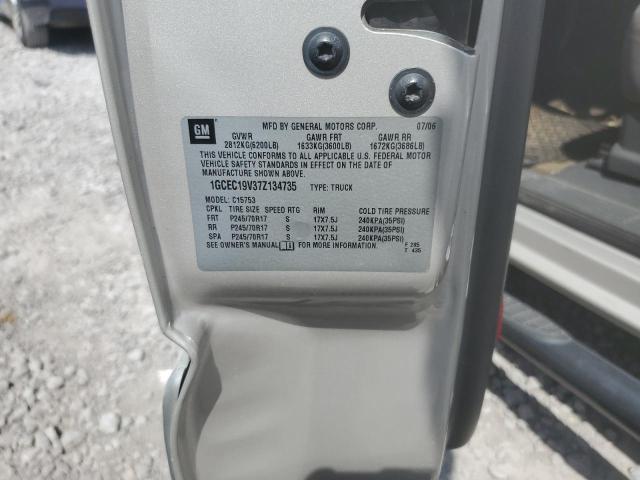 GM
MFD BY GENERAL MOTORS CORP. 07/06
GVWR GAWR FRT GAWR RR
2812KG(6200LB) 1633KG(3600LB) 1672KG(3686LB)
THIS VEHICLE CONFORMS TO ALL APPLICABLE U.S. FEDERAL MOTOR
VEHICLE SAFETY STANDARDS IN EFFECT ON THE DATE OF
MANUFACTURE SHOWN ABOVE.
1GCEC19V37Z134735 TYPE: TRUCK
MODEL: C15753
CPKL TIRE SIZE SPEED RTG RIM COLD TIRE PRESSURE
FRT P245/70R17 S 17X7.5J 240KPA(35PSI)
RR P245/70R17 S 17X7.5J 240KPA(35PSI)
SPA P245/70R17 S 17X7.5J 240KPA(35PSI)
SEE OWNER'S MANUAL FOR MORE INFORMATION. F 285
T 435